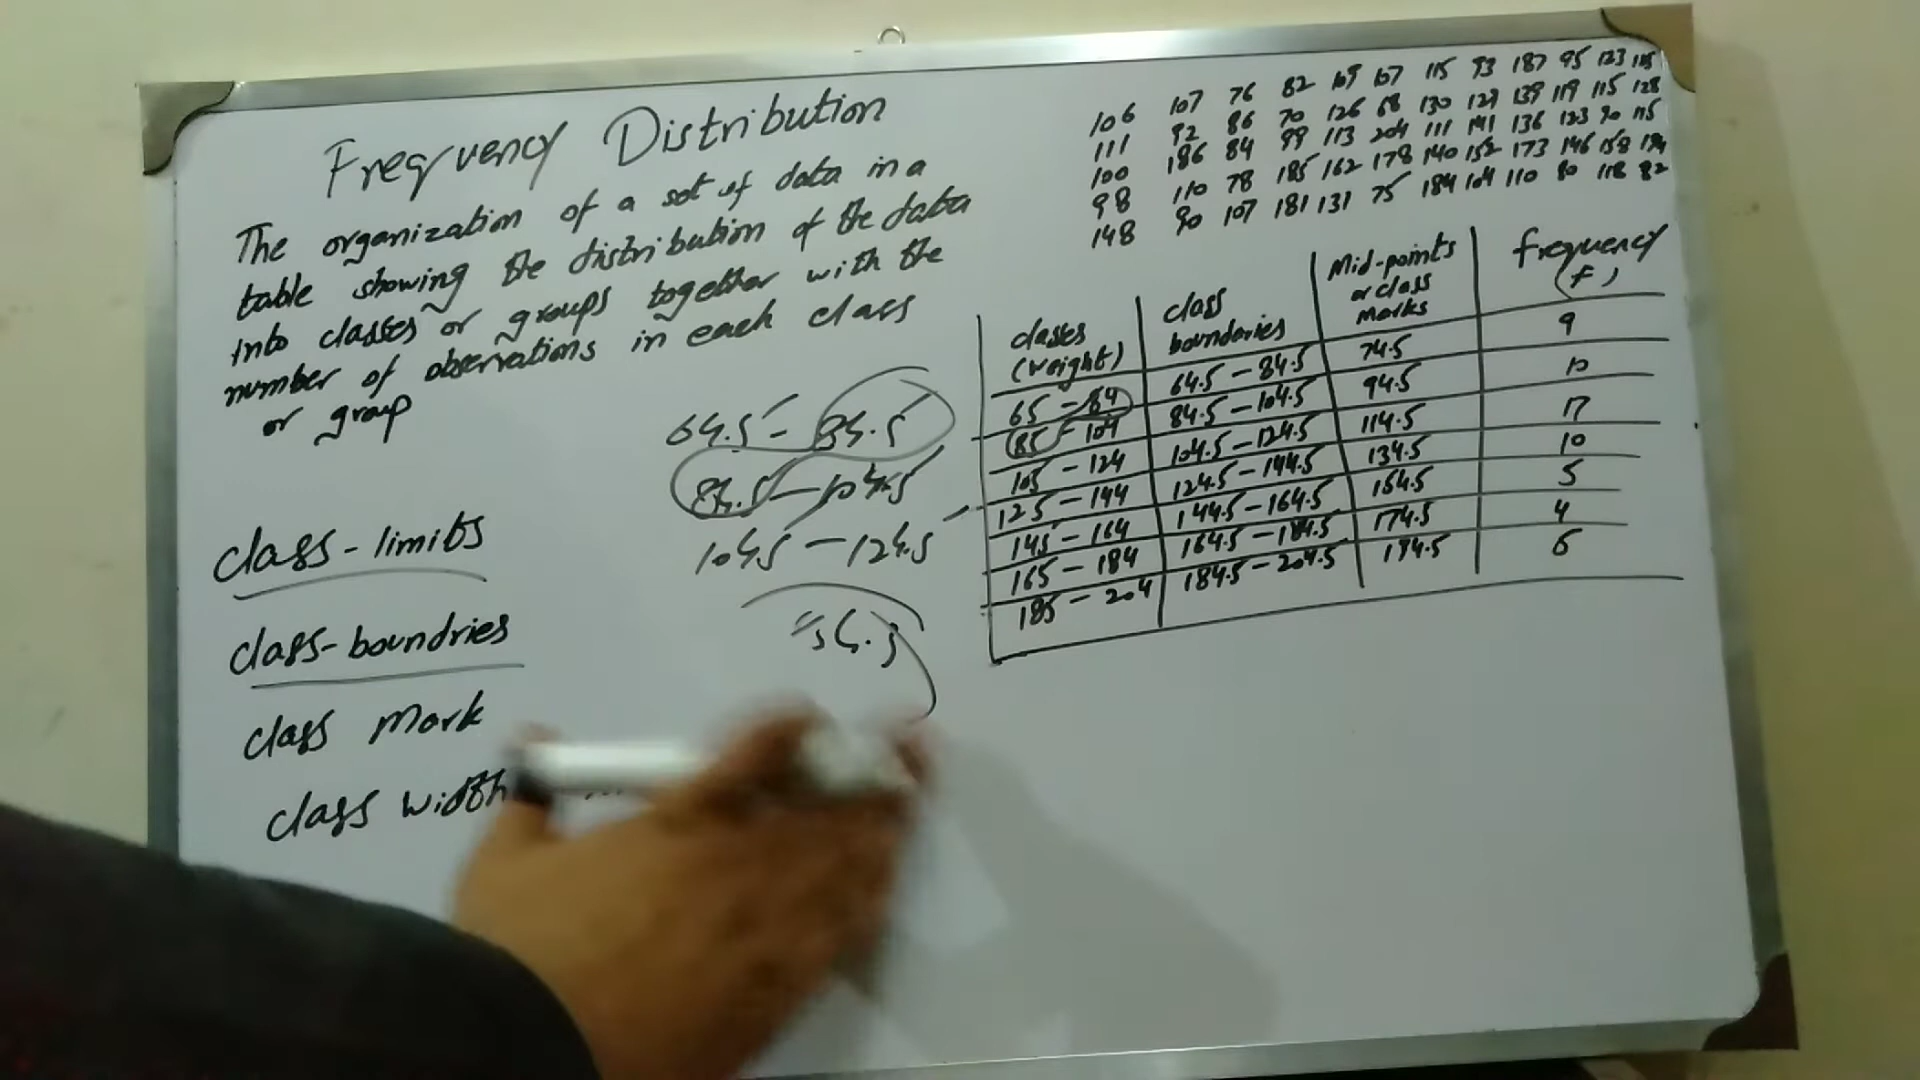 Frequency Distribution
The organization of a set of data in a
table showing the distribution of the data
into classes or groups together with the
number of observations in each class
or group
class-limits
class-boundries
class Mark
class width
64.5 - 84.5
84.5 - 104.5
104.5 - 124.5
106 107 76 82 109 107 115 93 187 95 123 125
111 92 86 70 126 68 130 129 139 119 115 128
100 186 84 99 113 204 111 141 136 123 90 115
98 110 78 185 162 178 140 152 173 146 158 194
148 90 107 181 131 75 184 104 110 80 118 82
classes (weight) class boundaries Mid-points or class marks frequency (f)
65 - 84 64.5 - 84.5 74.5 9
85 - 104 84.5 - 104.5 94.5 10
105 - 124 104.5 - 124.5 114.5 17
125 - 144 124.5 - 144.5 134.5 10
145 - 164 144.5 - 164.5 154.5 5
165 - 184 164.5 - 184.5 174.5 4
185 - 204 184.5 - 204.5 194.5 5